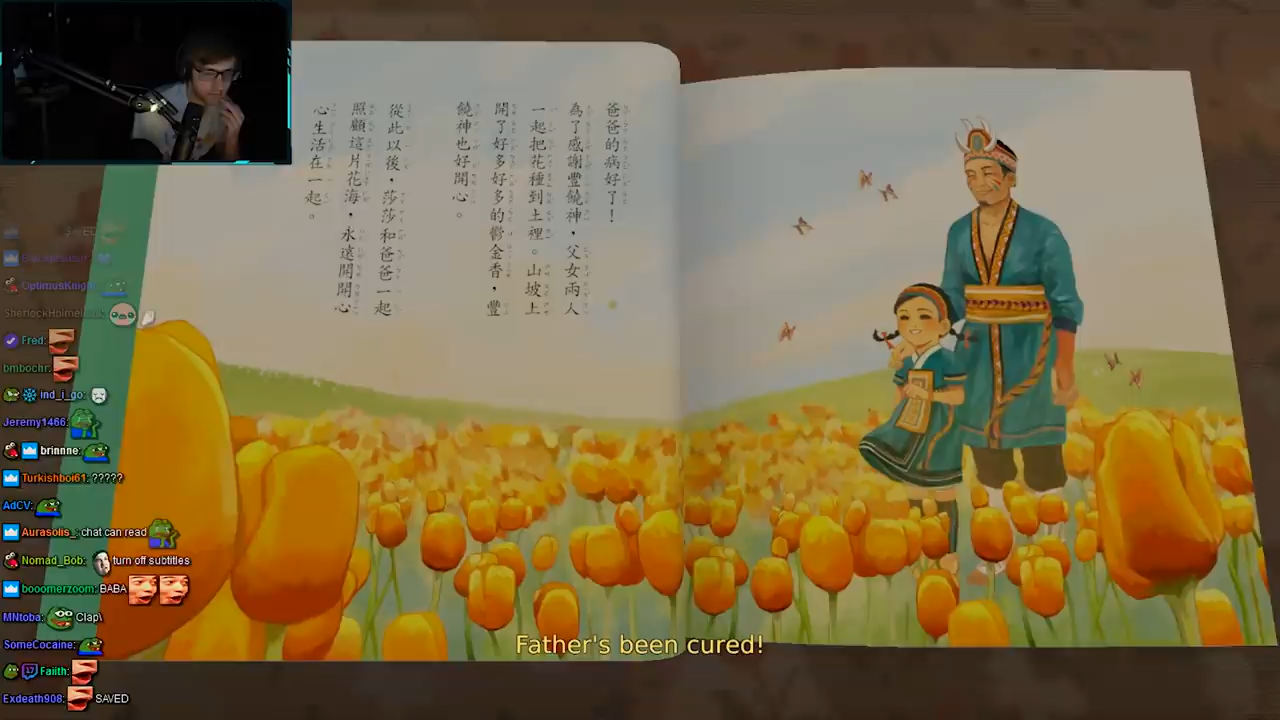 爸爸的病好了！
為了感謝豐饒神，父女兩人
一起把花種到土裡。山坡上
開了好多好多的鬱金香，豐
饒神也好開心。
從此以後，莎莎和爸爸一起
照顧這片花海，永遠開開心
心生活在一起。
OptimusKnig
Fred:
bmbochr:
ind_i_go:
Jeremy1466:
brinnne:
Turkishboi61: ?????
AdCV:
Aurasolis_: chat can read
Nomad_Bob: turn off subtitles
booomerzoom: BABA
MNtoba: Clap\
SomeCocaine:
Faiith:
Exdeath908: SAVED
Father's been cured!